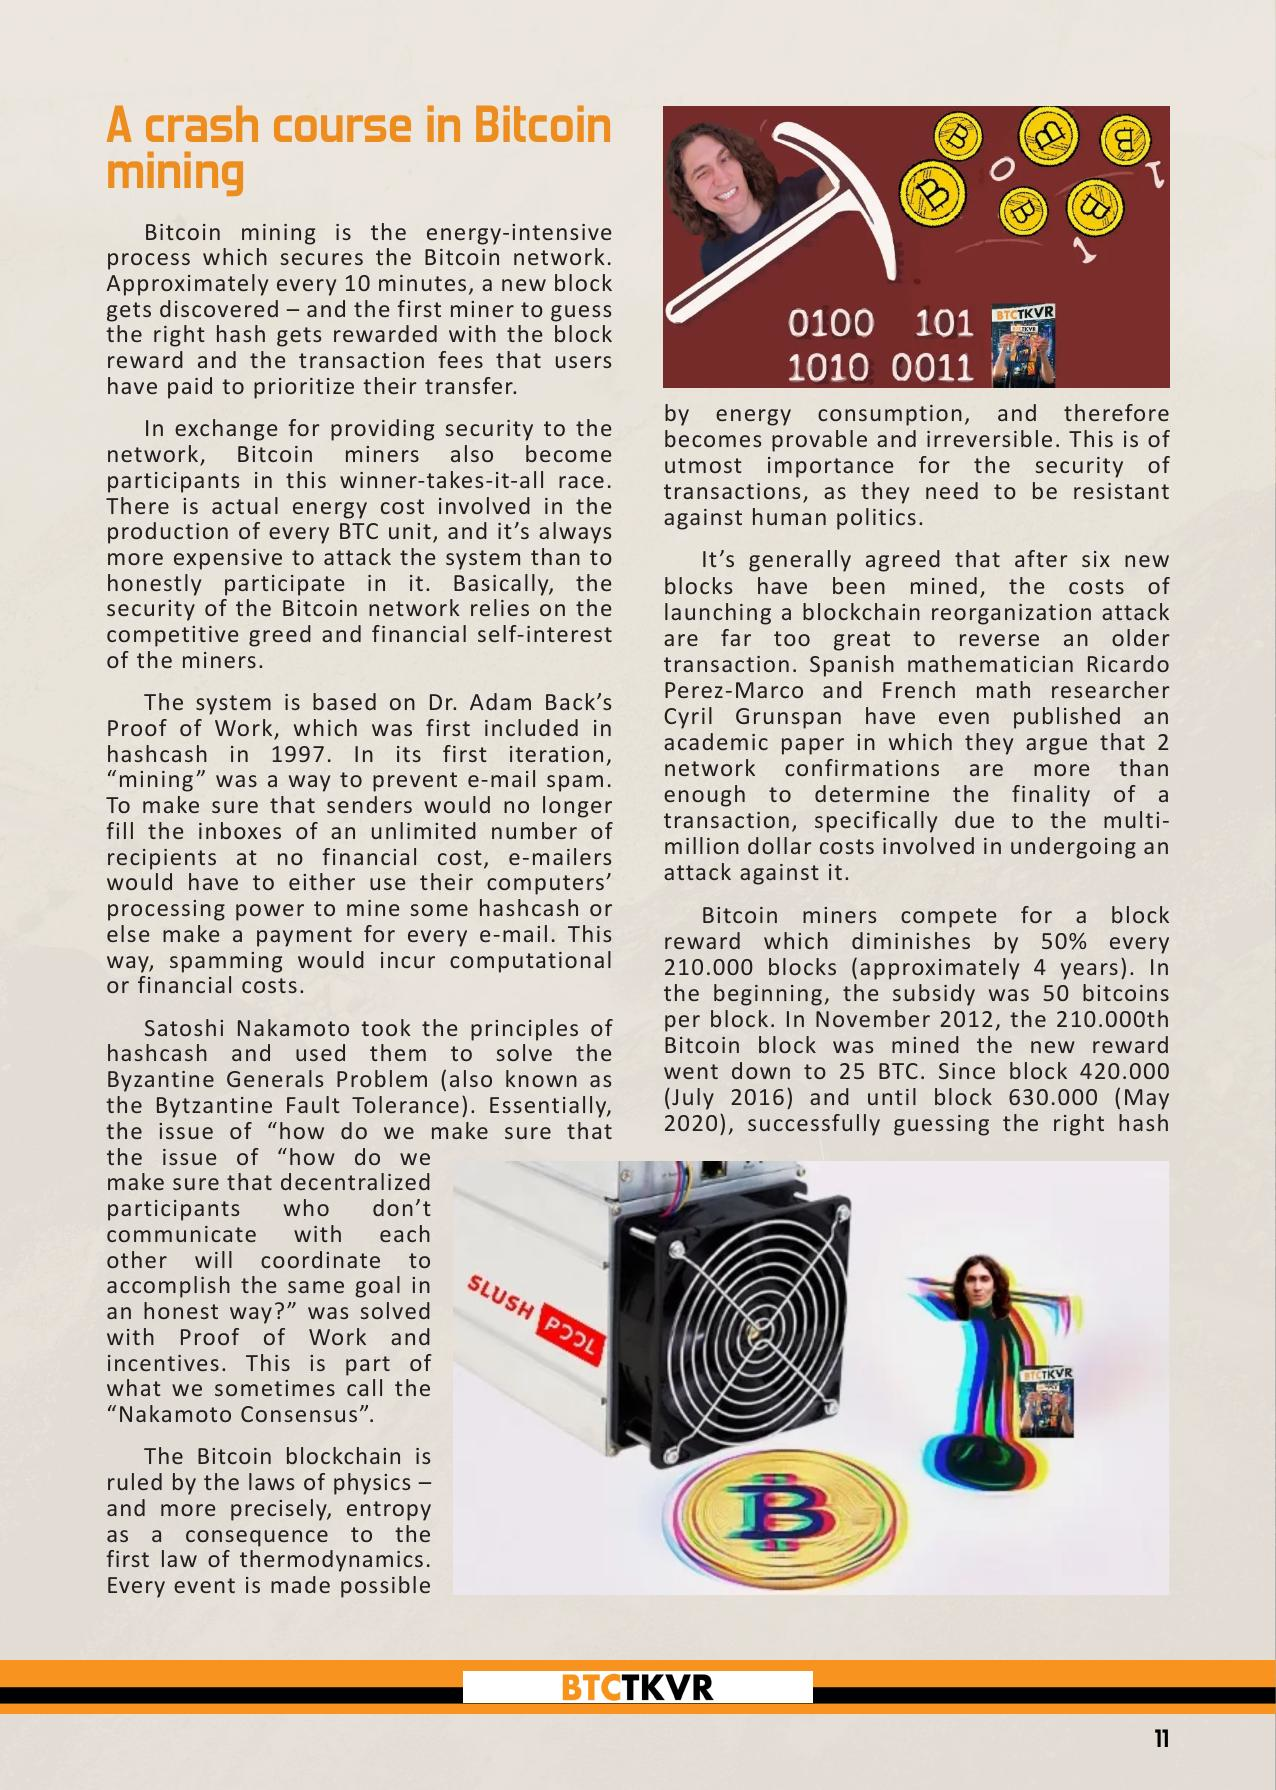 A crash course in Bitcoin
mining
Bitcoin mining is the energy-intensive
process which secures the Bitcoin network.
Approximately every 10 minutes, a new block
gets discovered – and the first miner to guess
the right hash gets rewarded with the block
reward and the transaction fees that users
have paid to prioritize their transfer.
In exchange for providing security to the
network, Bitcoin miners also become
participants in this winner-takes-it-all race.
There is actual energy cost involved in the
production of every BTC unit, and it’s always
more expensive to attack the system than to
honestly participate in it. Basically, the
security of the Bitcoin network relies on the
competitive greed and financial self-interest
of the miners.
The system is based on Dr. Adam Back’s
Proof of Work, which was first included in
hashcash in 1997. In its first iteration,
“mining” was a way to prevent e-mail spam.
To make sure that senders would no longer
fill the inboxes of an unlimited number of
recipients at no financial cost, e-mailers
would have to either use their computers’
processing power to mine some hashcash or
else make a payment for every e-mail. This
way, spamming would incur computational
or financial costs.
Satoshi Nakamoto took the principles of
hashcash and used them to solve the
Byzantine Generals Problem (also known as
the Bytzantine Fault Tolerance). Essentially,
the issue of “how do we make sure that
the issue of “how do we
make sure that decentralized
participants who don’t
communicate with each
other will coordinate to
accomplish the same goal in
an honest way?” was solved
with Proof of Work and
incentives. This is part of
what we sometimes call the
“Nakamoto Consensus”.
The Bitcoin blockchain is
ruled by the laws of physics –
and more precisely, entropy
as a consequence to the
first law of thermodynamics.
Every event is made possible
0
1
1
0100 101
1010 0011
BTCTKVR
by energy consumption, and therefore
becomes provable and irreversible. This is of
utmost importance for the security of
transactions, as they need to be resistant
against human politics.
It’s generally agreed that after six new
blocks have been mined, the costs of
launching a blockchain reorganization attack
are far too great to reverse an older
transaction. Spanish mathematician Ricardo
Perez-Marco and French math researcher
Cyril Grunspan have even published an
academic paper in which they argue that 2
network confirmations are more than
enough to determine the finality of a
transaction, specifically due to the multi-
million dollar costs involved in undergoing an
attack against it.
Bitcoin miners compete for a block
reward which diminishes by 50% every
210.000 blocks (approximately 4 years). In
the beginning, the subsidy was 50 bitcoins
per block. In November 2012, the 210.000th
Bitcoin block was mined the new reward
went down to 25 BTC. Since block 420.000
(July 2016) and until block 630.000 (May
2020), successfully guessing the right hash
SLUSH POOL
BTCTKVR
BTCTKVR
11